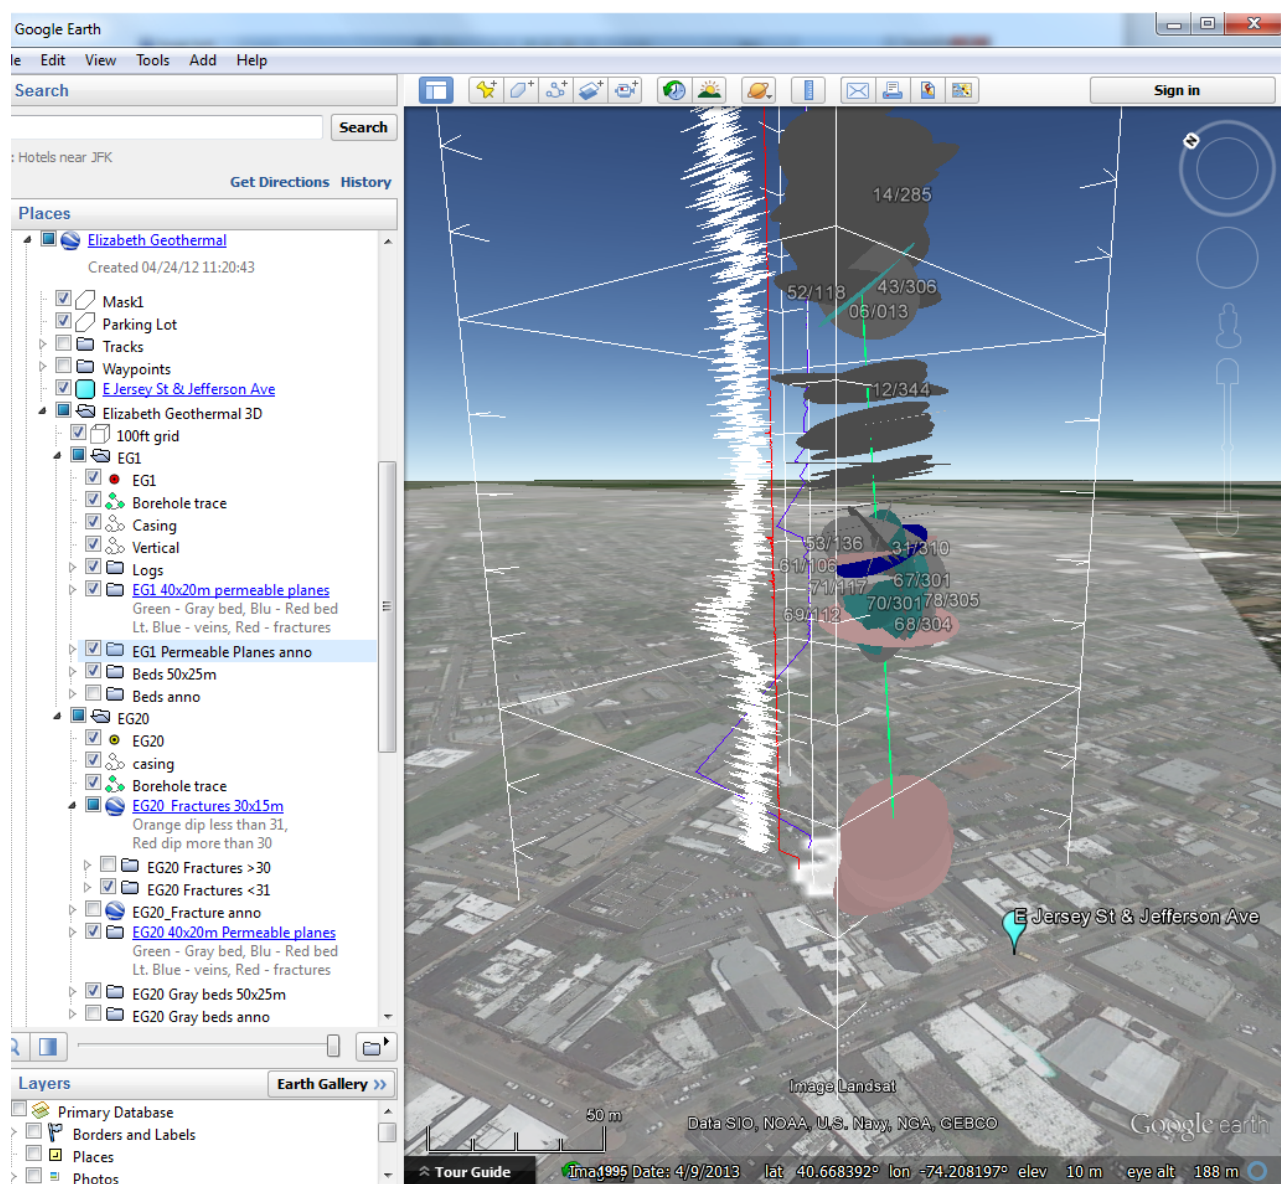 Google Earth
le Edit View Tools Add Help
Search
Search
: Hotels near JFK
Get Directions History
Places
Elizabeth Geothermal
Created 04/24/12 11:20:43
Mask1
Parking Lot
Tracks
Waypoints
E Jersey St & Jefferson Ave
Elizabeth Geothermal 3D
100ft grid
EG1
EG1
Borehole trace
Casing
Vertical
Logs
EG1 40x20m permeable planes
Green - Gray bed, Blu - Red bed
Lt. Blue - veins, Red - fractures
EG1 Permeable Planes anno
Beds 50x25m
Beds anno
EG20
EG20
casing
Borehole trace
EG20_Fractures 30x15m
Orange dip less than 31,
Red dip more than 30
EG20 Fractures >30
EG20 Fractures <31
EG20_Fracture anno
EG20 40x20m Permeable planes
Green - Gray bed, Blu - Red bed
Lt. Blue - veins, Red - fractures
EG20 Gray beds 50x25m
EG20 Gray beds anno
Layers
Earth Gallery >>
Primary Database
Borders and Labels
Places
Photos
Sign in
N
14/285
52/118
43/306
06/013
12/344
53/136
31/310
61/106
67/301
71/117
70/301
78/305
69/112
68/304
E Jersey St & Jefferson Ave
Image Landsat
50 m
Data SIO, NOAA, U.S. Navy, NGA, GEBCO
Google earth
Tour Guide
1995
Imagery Date: 4/9/2013 lat 40.668392° lon -74.208197° elev 10 m eye alt 188 m